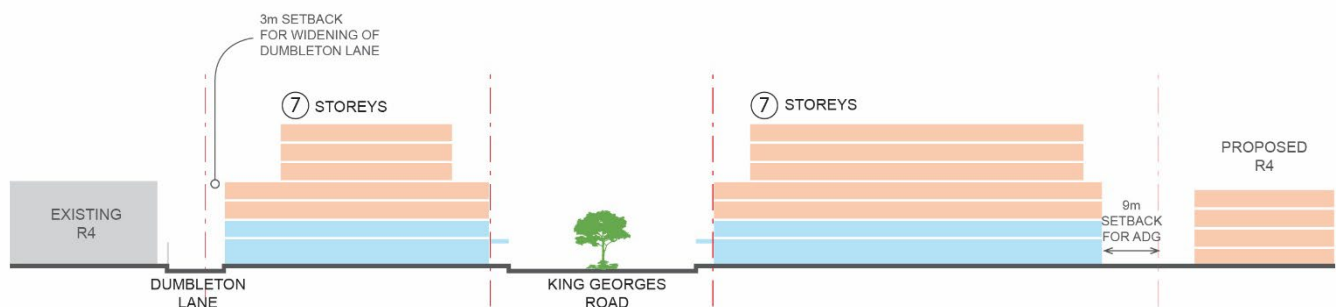 3m SETBACK
FOR WIDENING OF
DUMBLETON LANE
7 STOREYS
7 STOREYS
PROPOSED
R4
EXISTING
R4
9m
SETBACK
FOR ADG
DUMBLETON
LANE
KING GEORGES
ROAD